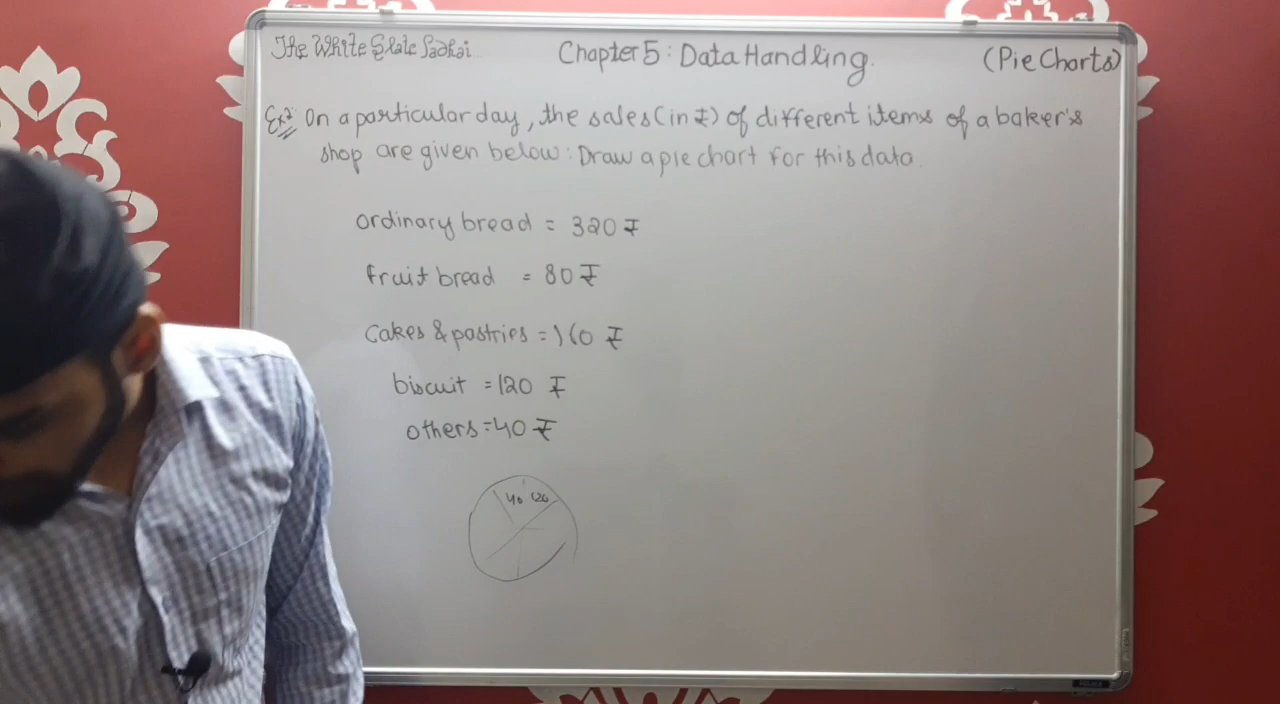 The White Slate Padhai
Chapter 5: Data Handling.
(Pie Charts)
Ex2 On a particular day, the sales (in ₹) of different items of a baker's
shop are given below: Draw a pie chart for this data.
ordinary bread = 320 ₹
fruit bread = 80 ₹
Cakes & pastries = 160 ₹
biscuit = 120 ₹
others = 40 ₹
40 120